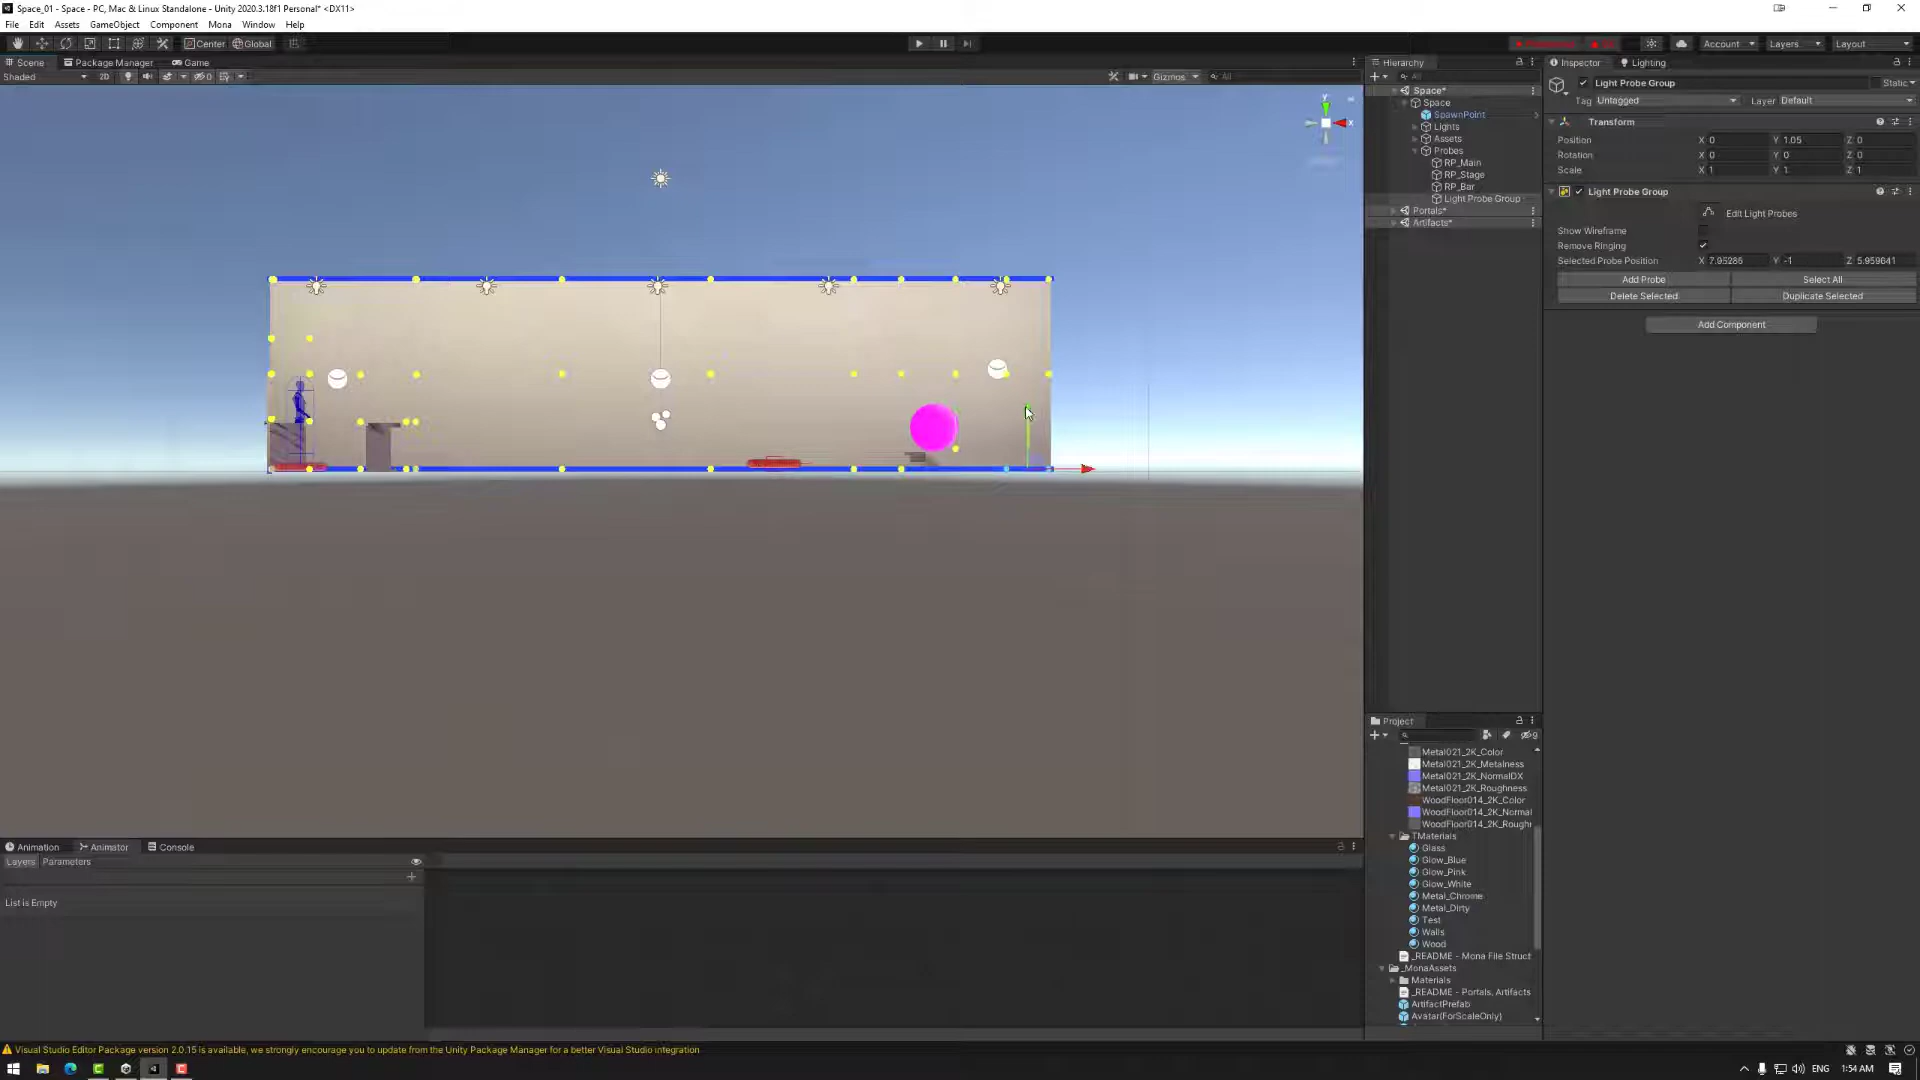 Space_01 - Space - PC, Mac & Linux Standalone - Unity 2020.3.18f1 Personal* <DX11>
File Edit Assets GameObject Component Mona Window Help
Center Global
Account Layers Layout
Scene Package Manager Game
Shaded 2D 0 Gizmos All
Hierarchy
All
Space*
Space
SpawnPoint
Lights
Assets
Probes
RP_Main
RP_Stage
RP_Bar
Light Probe Group
Portals*
Artifacts*
Inspector Lighting
Light Probe Group Static
Tag Untagged Layer Default
Transform
Position X 0 Y 1.05 Z 0
Rotation X 0 Y 0 Z 0
Scale X 1 Y 1 Z 1
Light Probe Group
Edit Light Probes
Show Wireframe
Remove Ringing
Selected Probe Position X 7.95285 Y -1 Z 5.959641
Add Probe Select All
Delete Selected Duplicate Selected
Add Component
y
x
Project
9
Metal021_2K_Color
Metal021_2K_Metalness
Metal021_2K_NormalDX
Metal021_2K_Roughness
WoodFloor014_2K_Color
WoodFloor014_2K_Normal
WoodFloor014_2K_Roughr
TMaterials
Glass
Glow_Blue
Glow_Pink
Glow_White
Metal_Chrome
Metal_Dirty
Test
Walls
Wood
_README - Mona File Struct
_MonaAssets
Materials
_README - Portals, Artifacts
ArtifactPrefab
Avatar(ForScaleOnly)
Animation Animator Console
Layers Parameters
List is Empty
Visual Studio Editor Package version 2.0.15 is available, we strongly encourage you to update from the Unity Package Manager for a better Visual Studio integration
ENG 1:54 AM